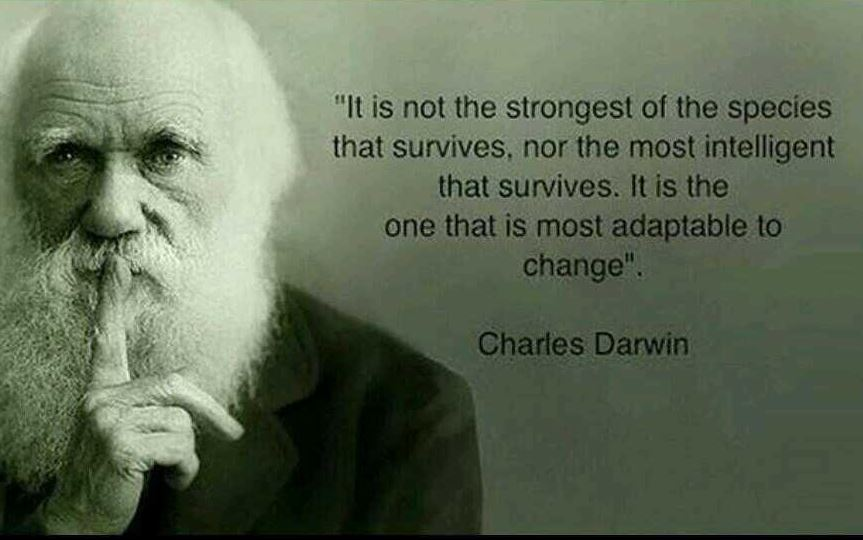 "It is not the strongest of the species
that survives, nor the most intelligent
that survives. It is the
one that is most adaptable to
change".
Charles Darwin